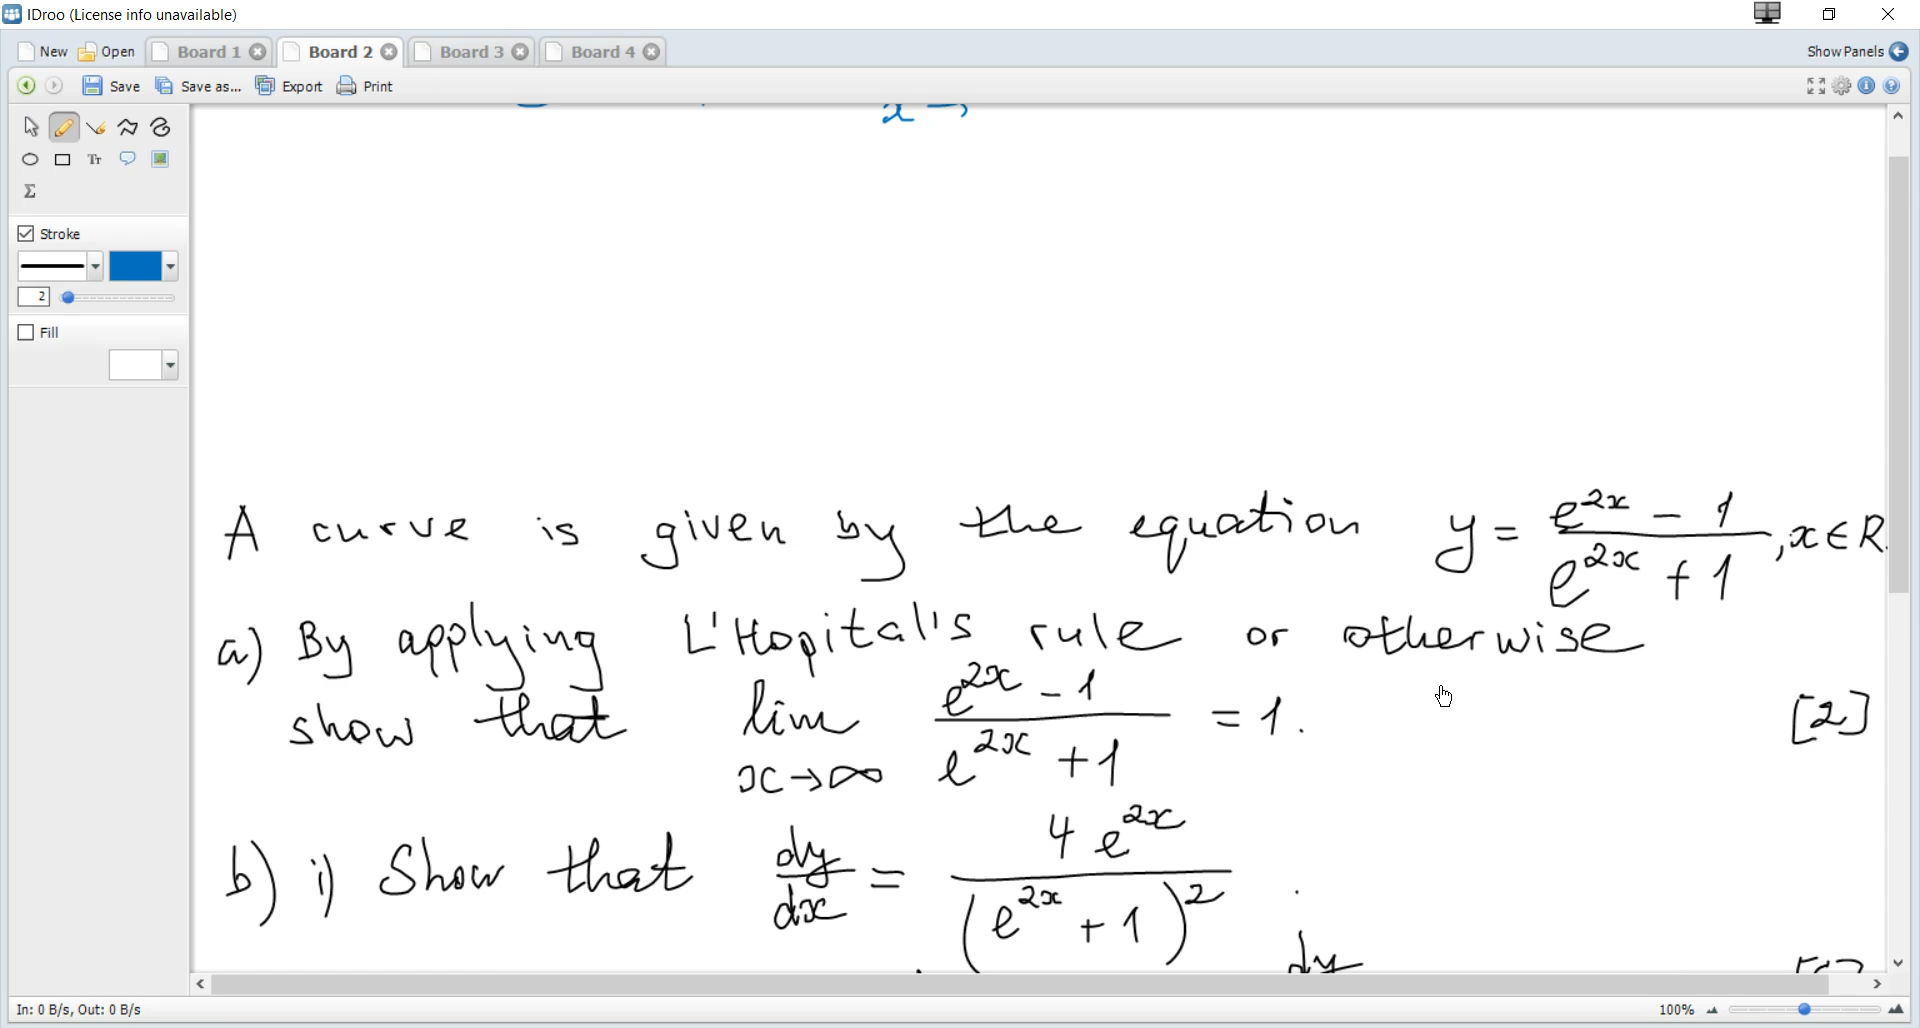 IDroo (License info unavailable)
New Open Board 1 Board 2 Board 3 Board 4 Show Panels
Save Save as... Export Print
x →
Tt
Σ
Stroke
2
Fill
A curve is given by the equation y = (e^{2x} - 1)/(e^{2x} + 1), x ∈ R.
a) By applying L'Hopital's rule or otherwise
show that lim_{x→∞} (e^{2x} - 1)/(e^{2x} + 1) = 1. [2]
b) i) Show that dy/dx = 4e^{2x}/(e^{2x} + 1)^2.
dy
In: 0 B/s, Out: 0 B/s 100%